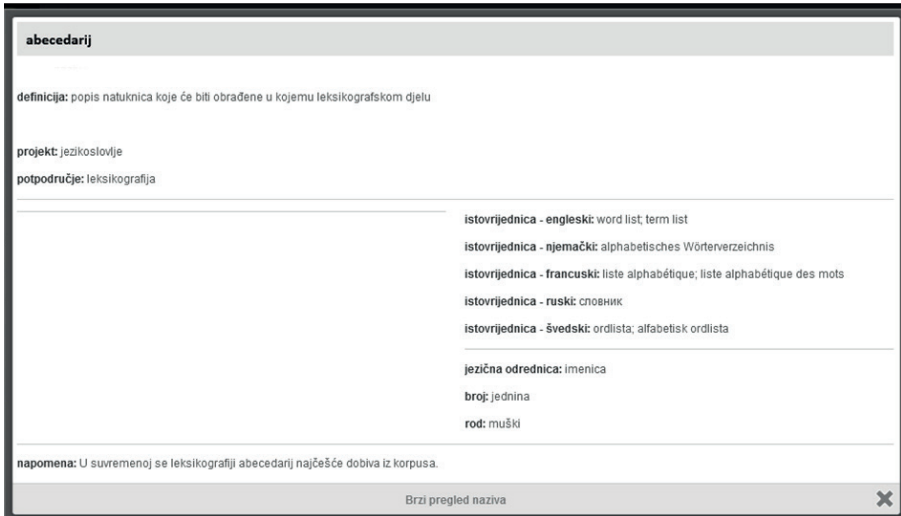 abecedarij
definicija: popis natuknica koje će biti obrađene u kojemu leksikografskom djelu
projekt: jezikoslovlje
potpodručje: leksikografija
istovrijednica - engleski: word list; term list
istovrijednica - njemački: alphabetisches Wörterverzeichnis
istovrijednica - francuski: liste alphabétique; liste alphabétique des mots
istovrijednica - ruski: словник
istovrijednica - švedski: ordlista; alfabetisk ordlista
jezična odrednica: imenica
broj: jednina
rod: muški
napomena: U suvremenoj se leksikografiji abecedarij najčešće dobiva iz korpusa.
Brzi pregled naziva